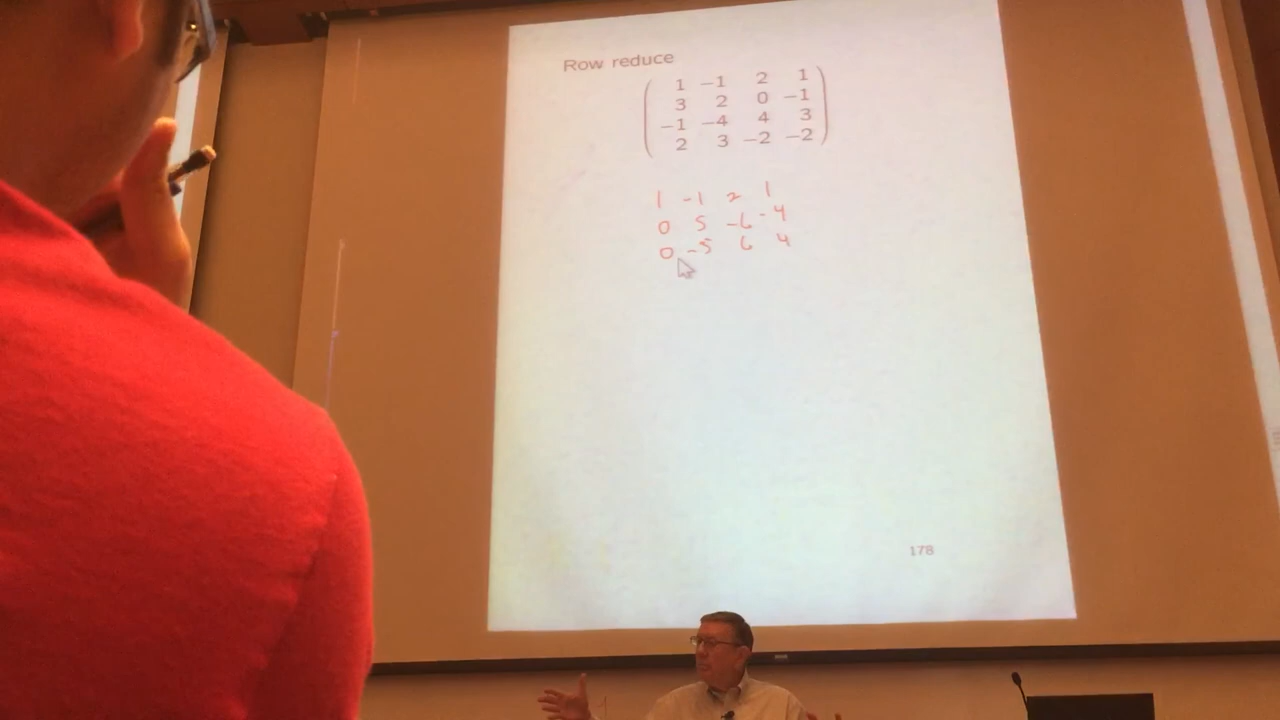 Row reduce
1 −1 2 1
3 2 0 −1
−1 −4 4 3
2 3 −2 −2
1 -1 2 1
0 5 -6 -4
0 -5 6 4
178